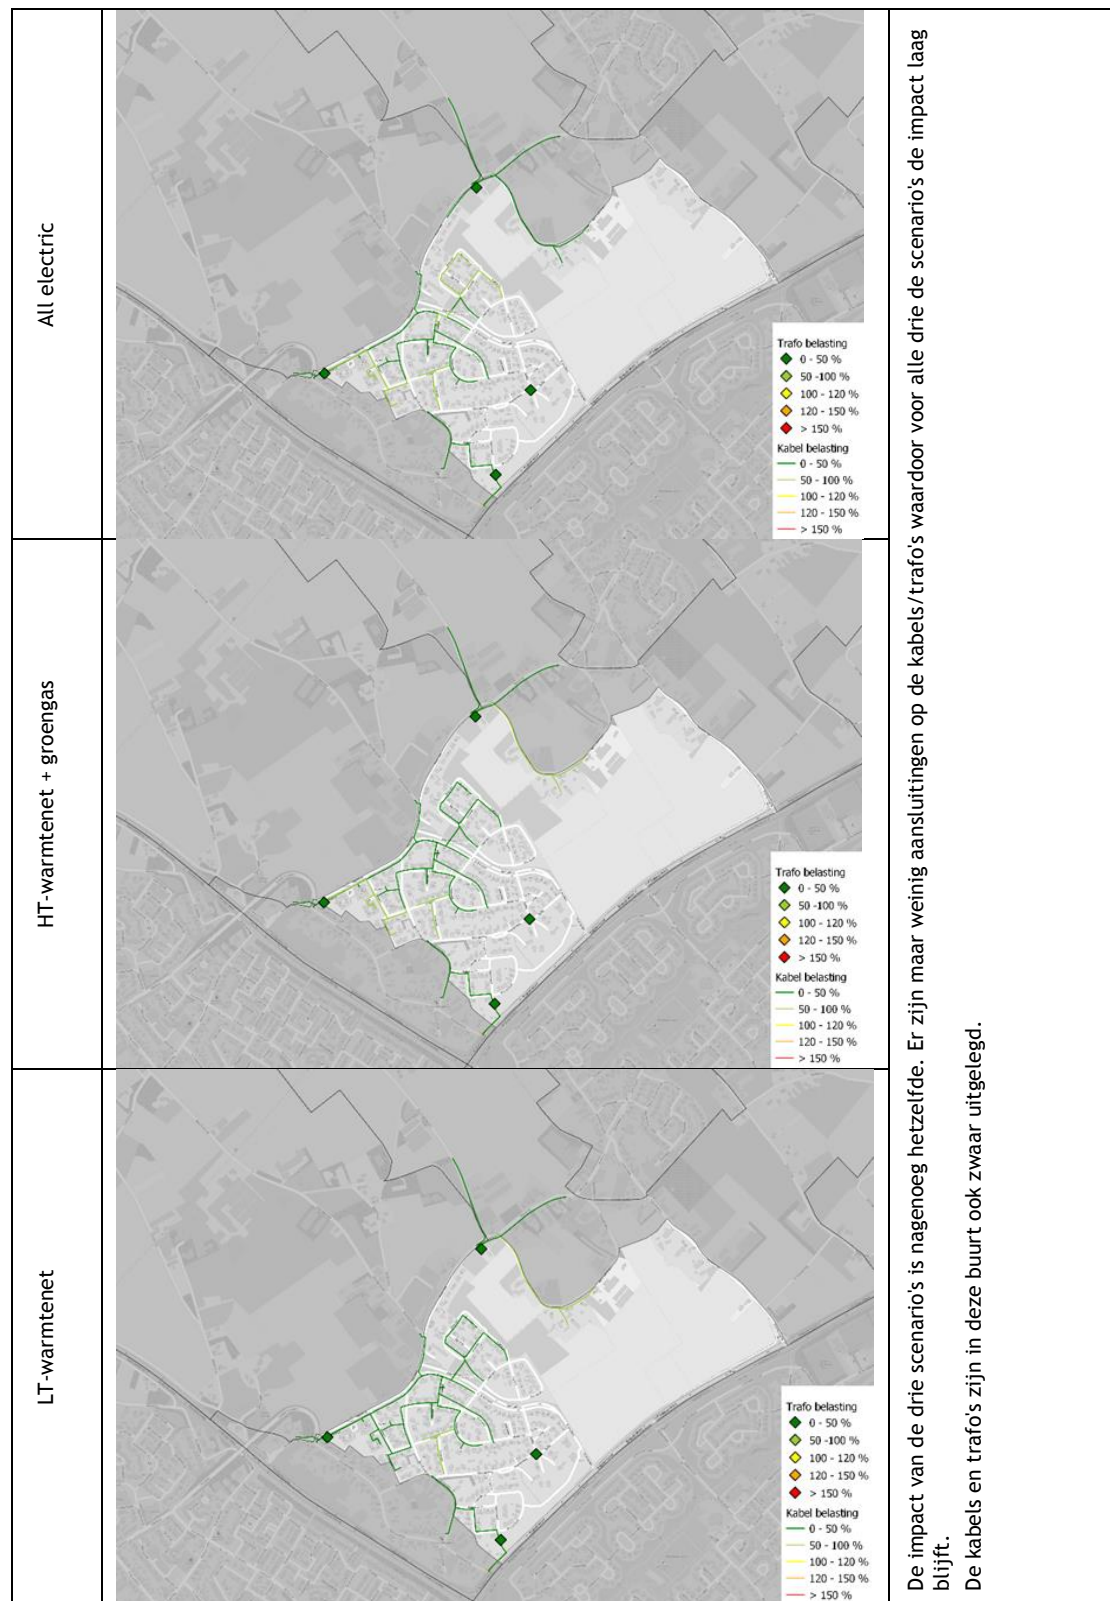 All electric
Trafo belasting
0 - 50 %
50 -100 %
100 - 120 %
120 - 150 %
> 150 %
Kabel belasting
0 - 50 %
50 - 100 %
100 - 120 %
120 - 150 %
> 150 %
HT-warmtenet + groengas
Trafo belasting
0 - 50 %
50 -100 %
100 - 120 %
120 - 150 %
> 150 %
Kabel belasting
0 - 50 %
50 - 100 %
100 - 120 %
120 - 150 %
> 150 %
LT-warmtenet
Trafo belasting
0 - 50 %
50 -100 %
100 - 120 %
120 - 150 %
> 150 %
Kabel belasting
0 - 50 %
50 - 100 %
100 - 120 %
120 - 150 %
> 150 %
De impact van de drie scenario's is nagenoeg hetzelfde. Er zijn maar weinig aansluitingen op de kabels/trafo's waardoor voor alle drie de scenario's de impact laag
blijft.
De kabels en trafo's zijn in deze buurt ook zwaar uitgelegd.